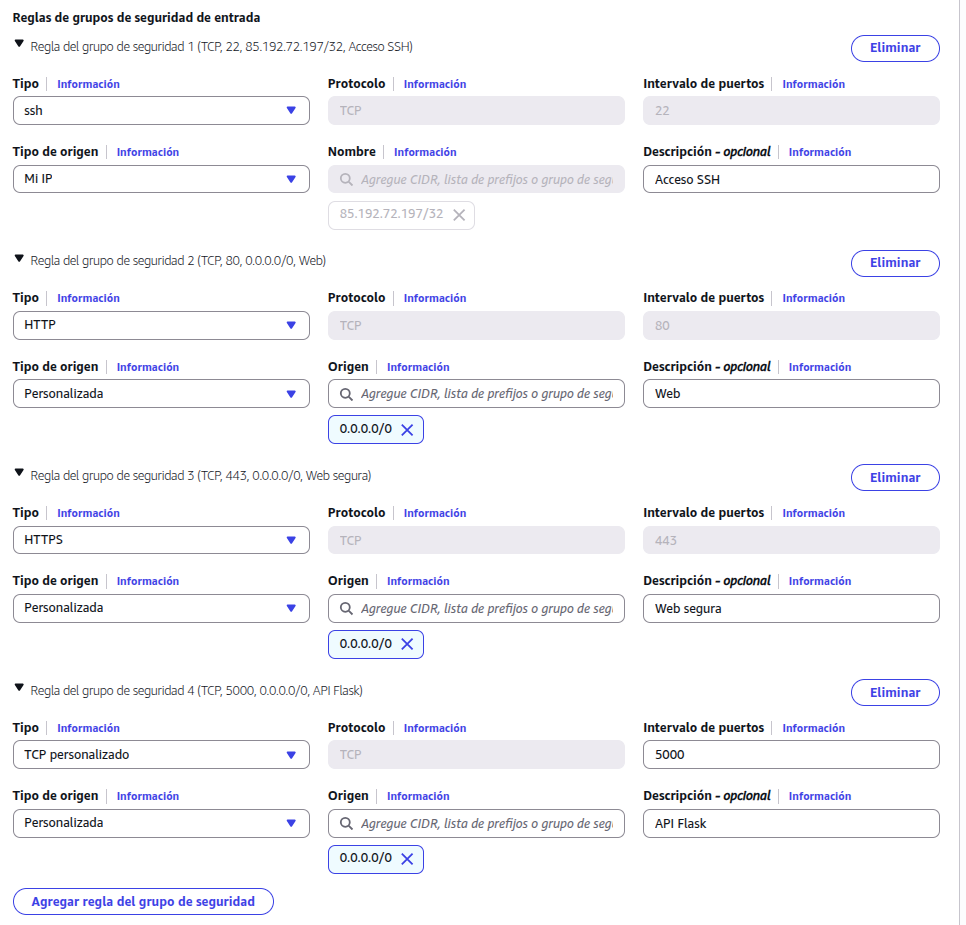 Reglas de grupos de seguridad de entrada
Regla del grupo de seguridad 1 (TCP, 22, 85.192.72.197/32, Acceso SSH)
Eliminar
Tipo Información Protocolo Información Intervalo de puertos Información
ssh TCP 22
Tipo de origen Información Nombre Información Descripción - opcional Información
Mi IP Agregue CIDR, lista de prefijos o grupo de seg Acceso SSH
85.192.72.197/32
Regla del grupo de seguridad 2 (TCP, 80, 0.0.0.0/0, Web)
Eliminar
Tipo Información Protocolo Información Intervalo de puertos Información
HTTP TCP 80
Tipo de origen Información Origen Información Descripción - opcional Información
Personalizada Agregue CIDR, lista de prefijos o grupo de seg Web
0.0.0.0/0
Regla del grupo de seguridad 3 (TCP, 443, 0.0.0.0/0, Web segura)
Eliminar
Tipo Información Protocolo Información Intervalo de puertos Información
HTTPS TCP 443
Tipo de origen Información Origen Información Descripción - opcional Información
Personalizada Agregue CIDR, lista de prefijos o grupo de seg Web segura
0.0.0.0/0
Regla del grupo de seguridad 4 (TCP, 5000, 0.0.0.0/0, API Flask)
Eliminar
Tipo Información Protocolo Información Intervalo de puertos Información
TCP personalizado TCP 5000
Tipo de origen Información Origen Información Descripción - opcional Información
Personalizada Agregue CIDR, lista de prefijos o grupo de seg API Flask
0.0.0.0/0
Agregar regla del grupo de seguridad